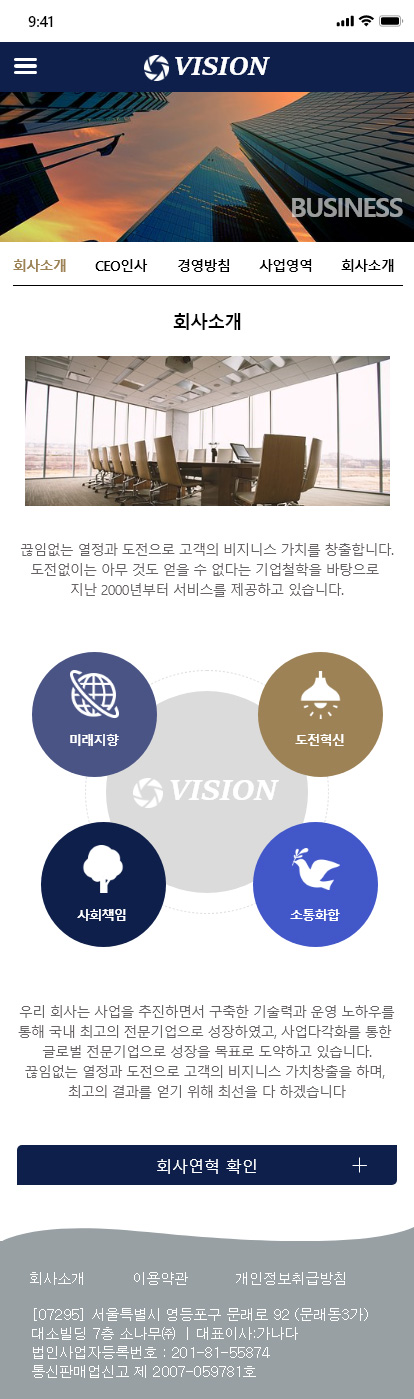 9:41
VISION
BUSINESS
회사소개 CEO인사 경영방침 사업영역 회사소개
회사소개
끊임없는 열정과 도전으로 고객의 비지니스 가치를 창출합니다.
도전없이는 아무 것도 얻을 수 없다는 기업철학을 바탕으로
지난 2000년부터 서비스를 제공하고 있습니다.
미래지향
도전혁신
VISION
사회책임
소통화합
우리 회사는 사업을 추진하면서 구축한 기술력과 운영 노하우를
통해 국내 최고의 전문기업으로 성장하였고, 사업다각화를 통한
글로벌 전문기업으로 성장을 목표로 도약하고 있습니다.
끊임없는 열정과 도전으로 고객의 비지니스 가치창출을 하며,
최고의 결과를 얻기 위해 최선을 다 하겠습니다
회사연혁 확인
회사소개 이용약관 개인정보취급방침
[07295] 서울특별시 영등포구 문래로 92 (문래동3가)
대소빌딩 7층 소나무㈜ | 대표이사:가나다
법인사업자등록번호 : 201-81-55874
통신판매업신고 제 2007-059781호